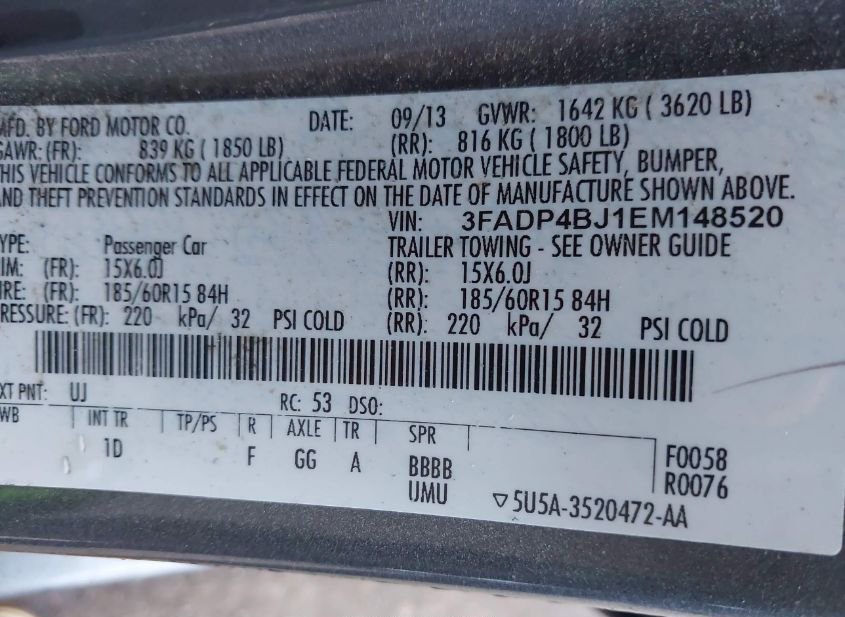 MFD. BY FORD MOTOR CO. DATE: 09/13 GVWR: 1642 KG ( 3620 LB)
GAWR: (FR): 839 KG ( 1850 LB) (RR): 816 KG ( 1800 LB)
THIS VEHICLE CONFORMS TO ALL APPLICABLE FEDERAL MOTOR VEHICLE SAFETY, BUMPER,
AND THEFT PREVENTION STANDARDS IN EFFECT ON THE DATE OF MANUFACTURE SHOWN ABOVE.
VIN: 3FADP4BJ1EM148520
YPE: Passenger Car TRAILER TOWING - SEE OWNER GUIDE
IM: (FR): 15X6.0J (RR): 15X6.0J
IRE: (FR): 185/60R15 84H (RR): 185/60R15 84H
RESSURE: (FR): 220 kPa/ 32 PSI COLD (RR): 220 kPa/ 32 PSI COLD
XT PNT: UJ RC: 53 DSO:
WB INT TR TP/PS R AXLE TR SPR
1D F GG A BBBB F0058
UMU R0076
▽5U5A-3520472-AA